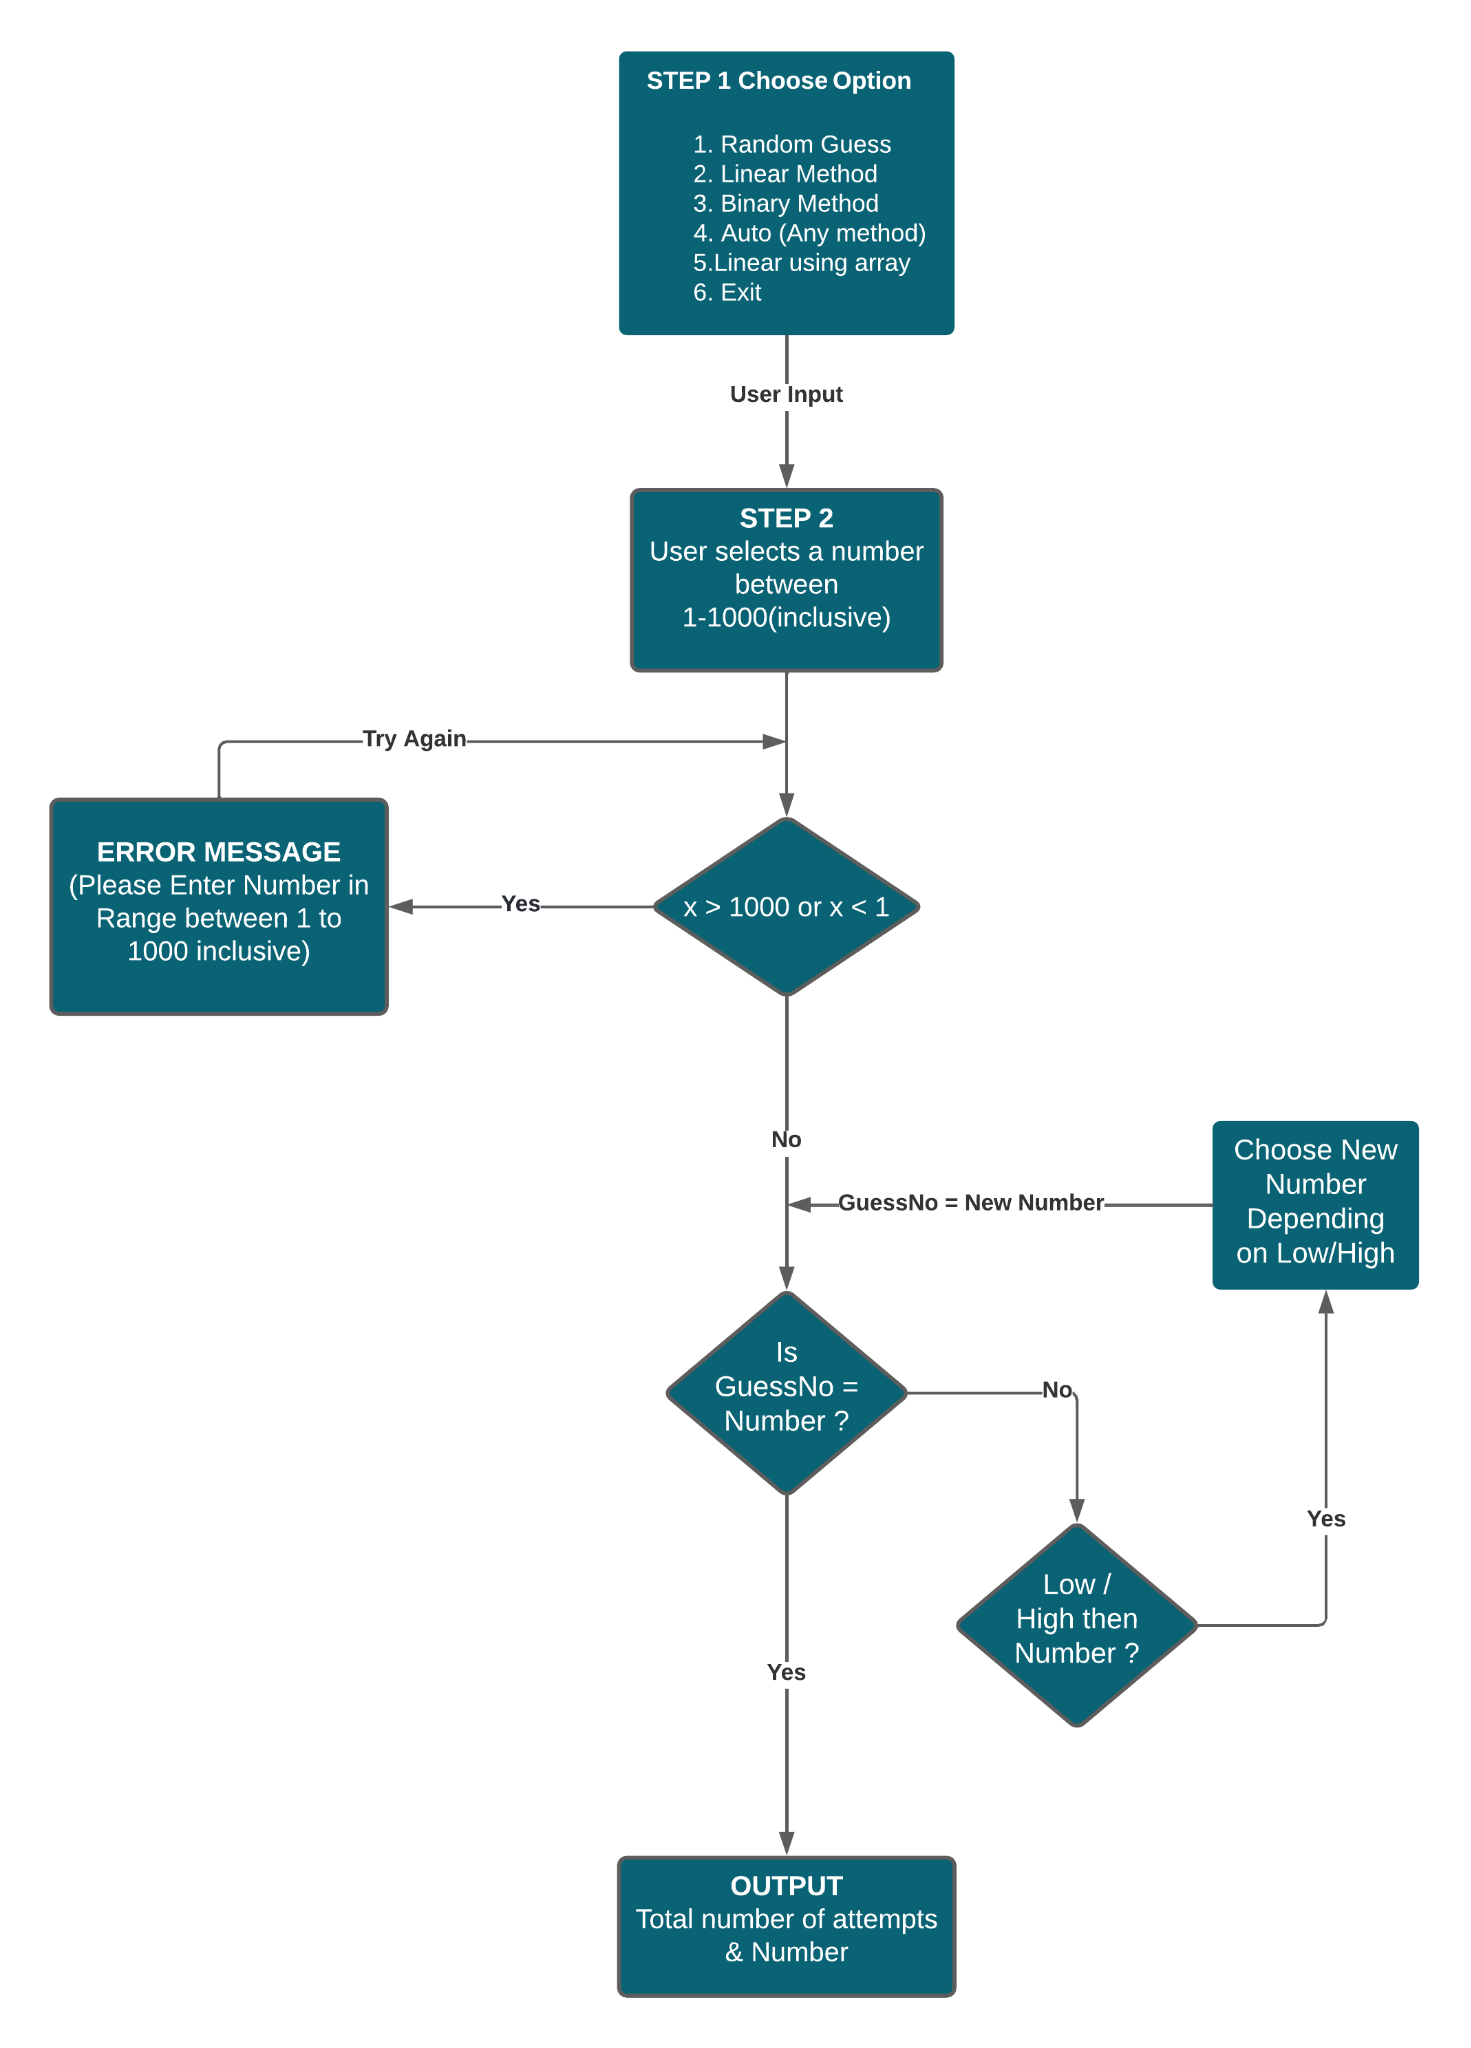 STEP 1 Choose Option
1. Random Guess
2. Linear Method
3. Binary Method
4. Auto (Any method)
5.Linear using array
6. Exit
User Input
STEP 2
User selects a number
between
1-1000(inclusive)
Try Again
ERROR MESSAGE
(Please Enter Number in
Range between 1 to
1000 inclusive)
Yes
x > 1000 or x < 1
No
GuessNo = New Number
Choose New
Number
Depending
on Low/High
Is
GuessNo =
Number ?
No
Low /
High then
Number ?
Yes
Yes
OUTPUT
Total number of attempts
& Number